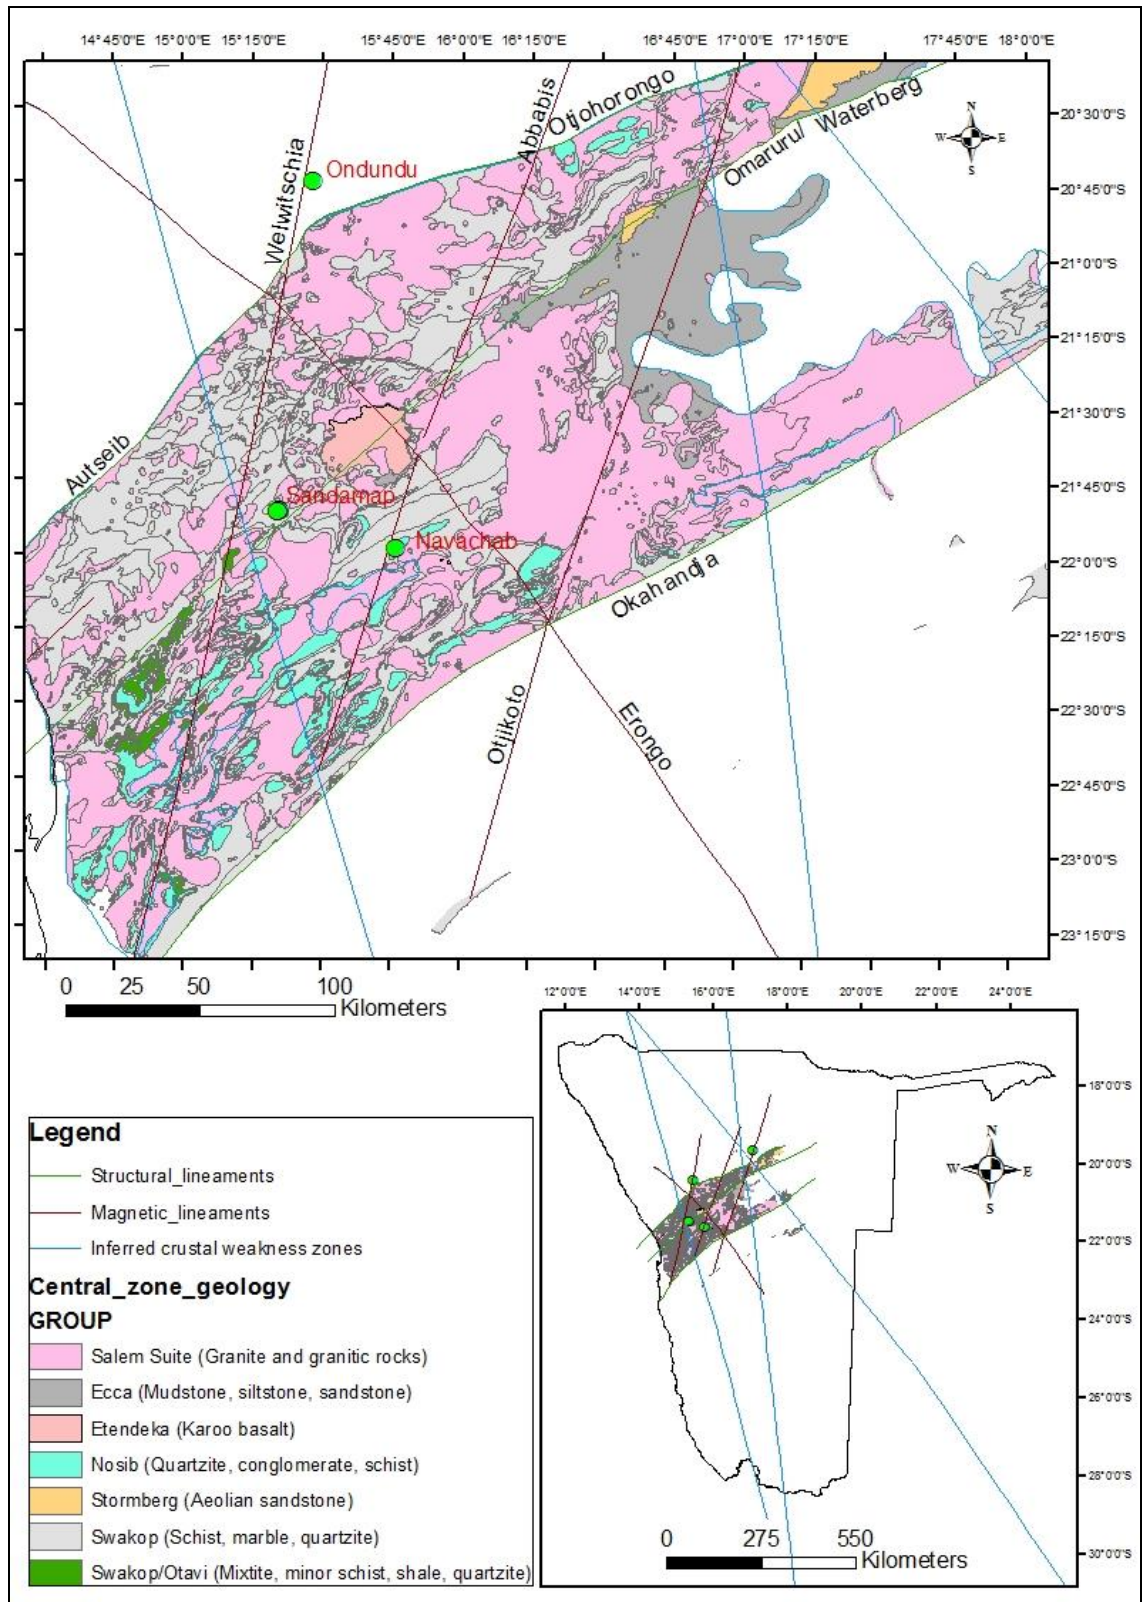 14°45'0"E 15°0'0"E 15°15'0"E 15°45'0"E 16°0'0"E 16°15'0"E 16°45'0"E 17°0'0"E 17°15'0"E 17°45'0"E 18°0'0"E
Otjohorongo
Abbabis
Omaruru/ Waterberg
N
W E
S
20°30'0"S
Welwitschia
Ondundu
20°45'0"S
21°0'0"S
21°15'0"S
21°30'0"S
Autseib
Sandamap
21°45'0"S
Navachab
22°0'0"S
Okahandja
22°15'0"S
22°30'0"S
Otjikoto
Erongo
22°45'0"S
23°0'0"S
23°15'0"S
0 25 50 100
Kilometers
12°0'0"E 14°0'0"E 16°0'0"E 18°0'0"E 20°0'0"E 22°0'0"E 24°0'0"E
18°0'0"S
N
W E
S
20°0'0"S
22°0'0"S
24°0'0"S
26°0'0"S
28°0'0"S
30°0'0"S
0 275 550
Kilometers
Legend
Structural_lineaments
Magnetic_lineaments
Inferred crustal weakness zones
Central_zone_geology
GROUP
Salem Suite (Granite and granitic rocks)
Ecca (Mudstone, siltstone, sandstone)
Etendeka (Karoo basalt)
Nosib (Quartzite, conglomerate, schist)
Stormberg (Aeolian sandstone)
Swakop (Schist, marble, quartzite)
Swakop/Otavi (Mixtite, minor schist, shale, quartzite)